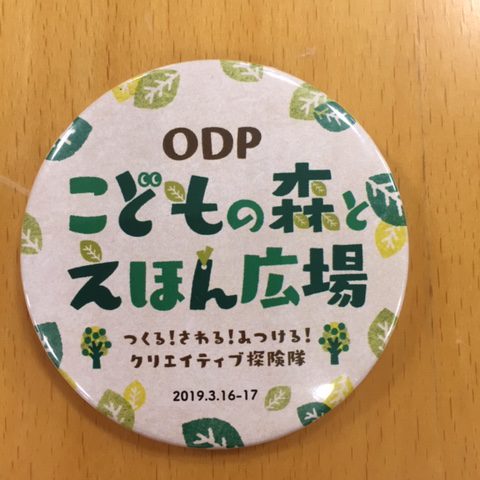 ODP
こどもの森と
えほん広場
つくる!さわる!みつける!
クリエイティブ探険隊
2019.3.16-17